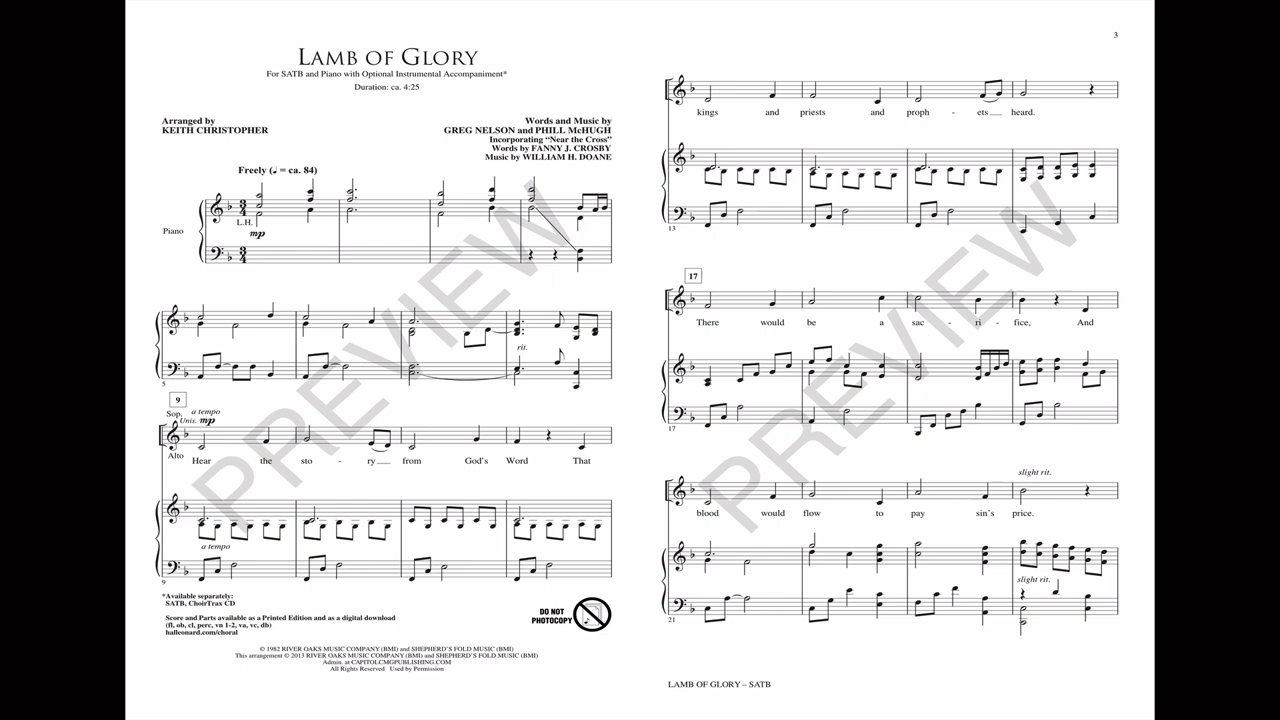 LAMB OF GLORY
For SATB and Piano with Optional Instrumental Accompaniment*
Duration: ca. 4:25
Arranged by
KEITH CHRISTOPHER
Words and Music by
GREG NELSON and PHILL McHUGH
Incorporating “Near the Cross”
Words by FANNY J. CROSBY
Music by WILLIAM H. DOANE
Freely (♩ = ca. 84)
Piano
L.H.
mp
rit.
5
9
Sop. a tempo
Unis. mp
Alto
Hear the sto - ry from God's Word That
a tempo
9
*Available separately:
SATB, ChoirTrax CD
Score and Parts available as a Printed Edition and as a digital download
(fl, ob, cl, perc, vn 1-2, va, vc, db)
halleonard.com/choral
DO NOT
PHOTOCOPY
© 1982 RIVER OAKS MUSIC COMPANY (BMI) and SHEPHERD'S FOLD MUSIC (BMI)
This arrangement © 2013 RIVER OAKS MUSIC COMPANY (BMI) and SHEPHERD'S FOLD MUSIC (BMI)
Admin. at CAPITOLCMGPUBLISHING.COM
All Rights Reserved Used by Permission
PREVIEW
3
kings and priests and proph - ets heard.
13
17
There would be a sac - ri - fice, And
17
slight rit.
blood would flow to pay sin's price.
slight rit.
21
LAMB OF GLORY – SATB
PREVIEW